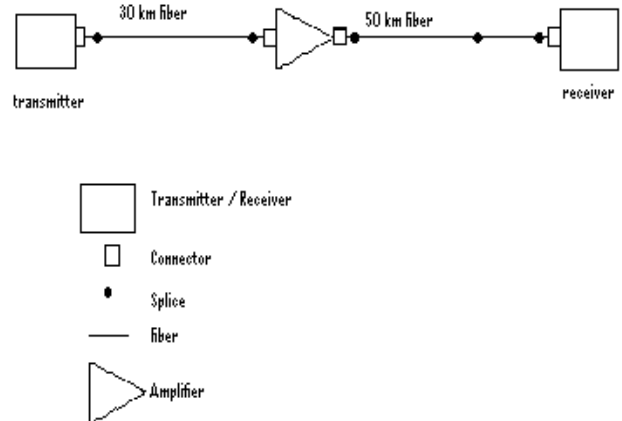 30 km fiber
50 km fiber
transmitter
receiver
Transmitter / Receiver
Connector
Splice
fiber
Amplifier